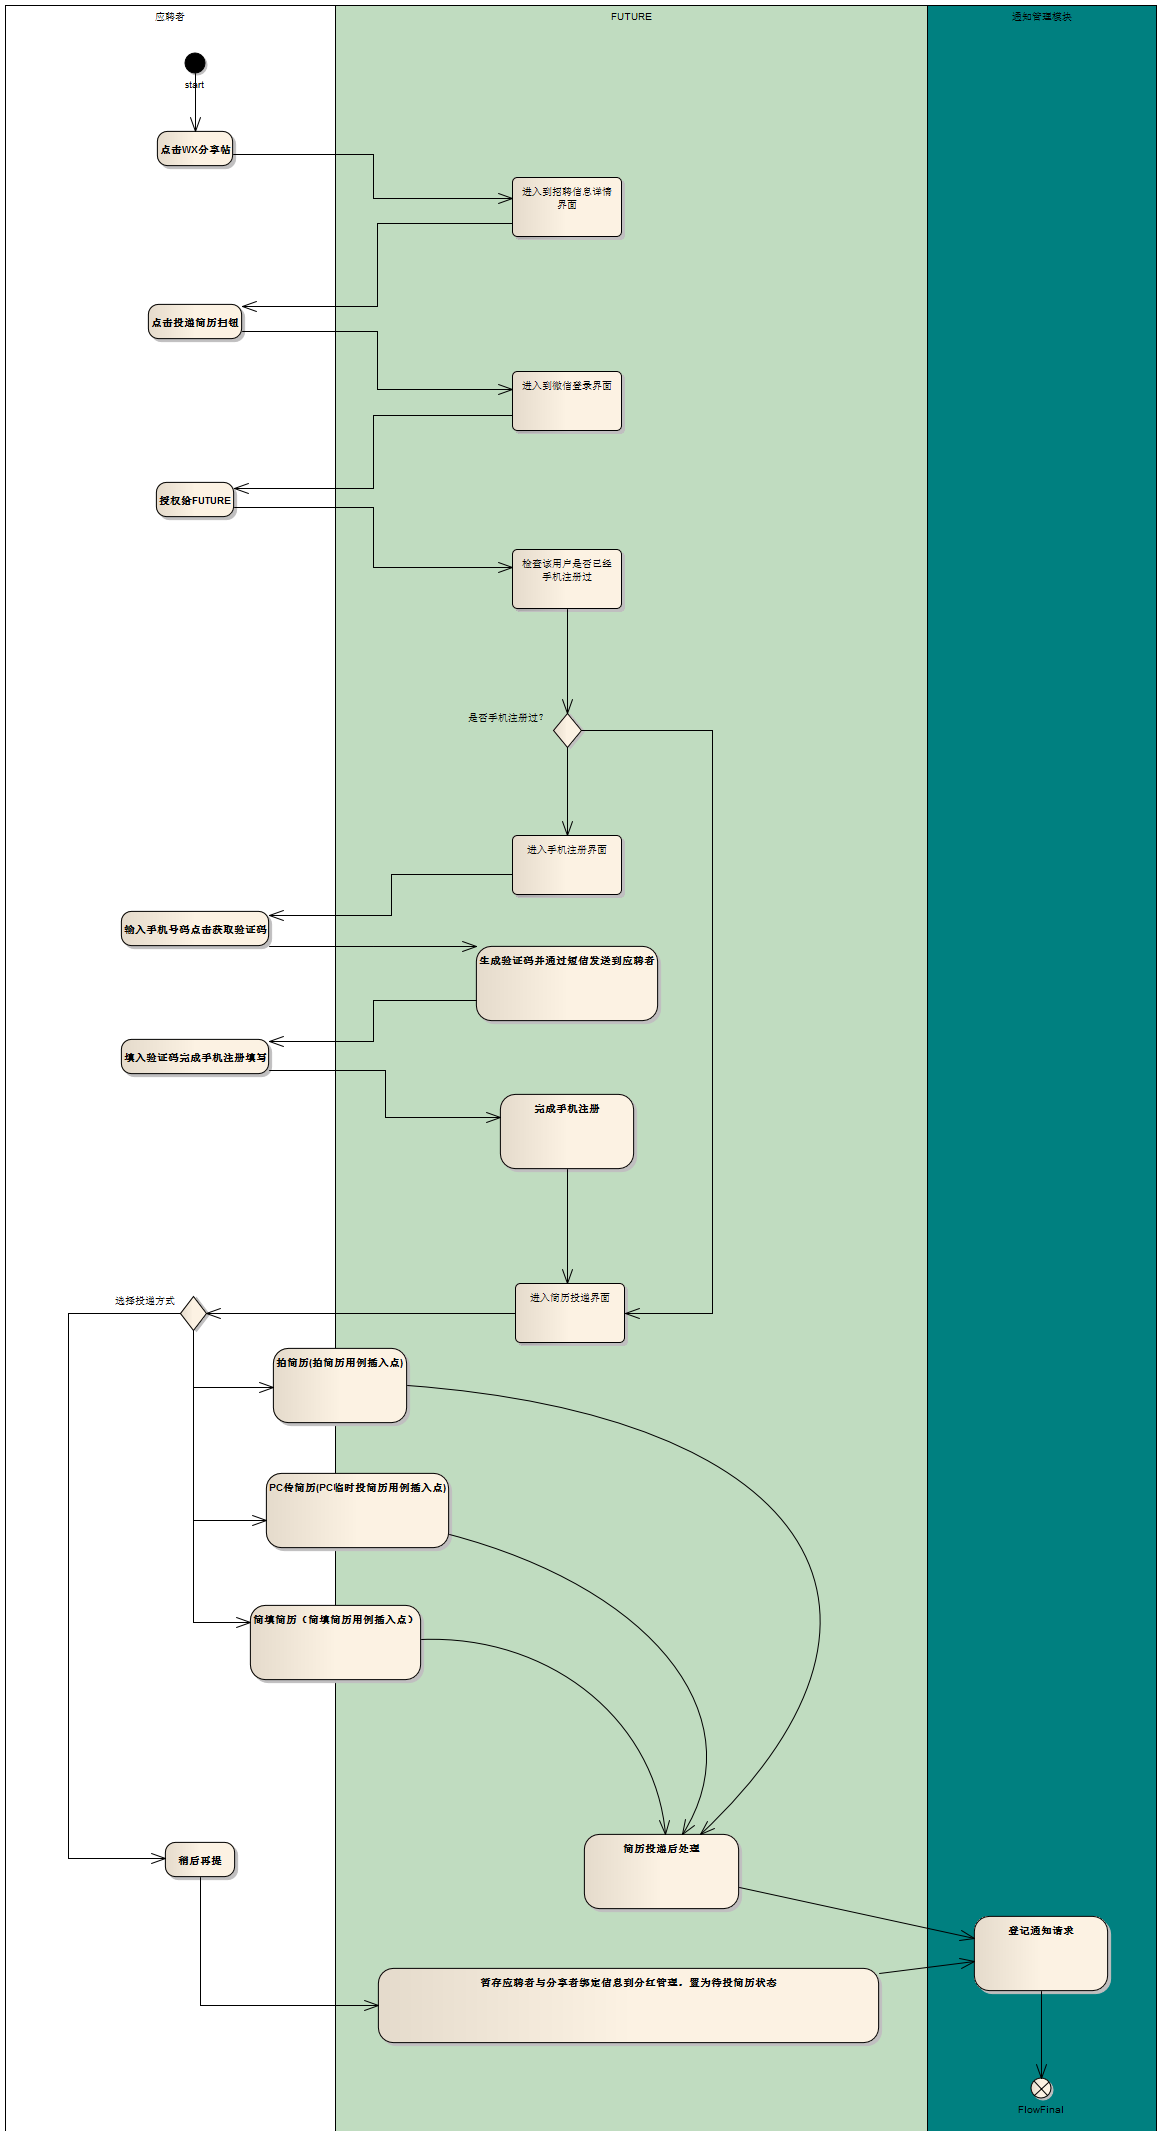 应聘者
FUTURE
通知管理模块
start
点击WX分享帖
进入到招聘信息详情
界面
点击投递简历扭钮
进入到微信登录界面
授权给FUTURE
检查该用户是否已经
手机注册过
是否手机注册过？
进入手机注册界面
输入手机号码点击获取验证码
生成验证码并通过短信发送到应聘者
填入验证码完成手机注册填写
完成手机注册
选择投递方式
进入简历投递界面
拍简历(拍简历用例插入点)
PC传简历(PC临时投简历用例插入点)
简填简历（简填简历用例插入点）
简历投递后处理
稍后再提
登记通知请求
暂存应聘者与分享者绑定信息到分红管理。置为待投简历状态
FlowFinal